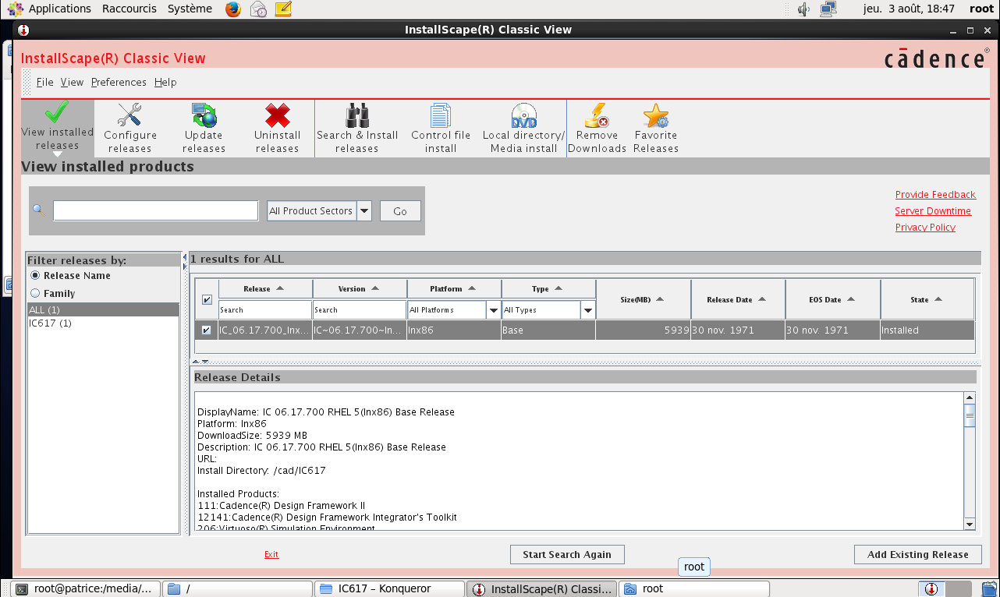 Applications Raccourcis Système jeu. 3 août, 18:47 root
InstallScape(R) Classic View
InstallScape(R) Classic View cādence®
File View Preferences Help
View installed releases
Configure releases
Update releases
Uninstall releases
Search & Install releases
Control file install
Local directory/ Media install
Remove Downloads
Favorite Releases
View installed products
All Product Sectors Go
Provide Feedback
Server Downtime
Privacy Policy
Filter releases by:
Release Name
Family
ALL (1)
IC617 (1)
1 results for ALL
Release Version Platform Type Size(MB) Release Date EOS Date State
Search Search All Platforms All Types
IC_06.17.700_lnx... IC~06.17.700~ln... lnx86 Base 5939 30 nov. 1971 30 nov. 1971 Installed
Release Details
DisplayName: IC 06.17.700 RHEL 5(lnx86) Base Release
Platform: lnx86
DownloadSize: 5939 MB
Description: IC 06.17.700 RHEL 5(lnx86) Base Release
URL:
Install Directory: /cad/IC617
Installed Products:
111:Cadence(R) Design Framework II
12141:Cadence(R) Design Framework Integrator's Toolkit
206:Virtuoso(R) Simulation Environment
Exit Start Search Again Add Existing Release
root
root@patrice:/media/... / IC617 – Konqueror InstallScape(R) Classi... root